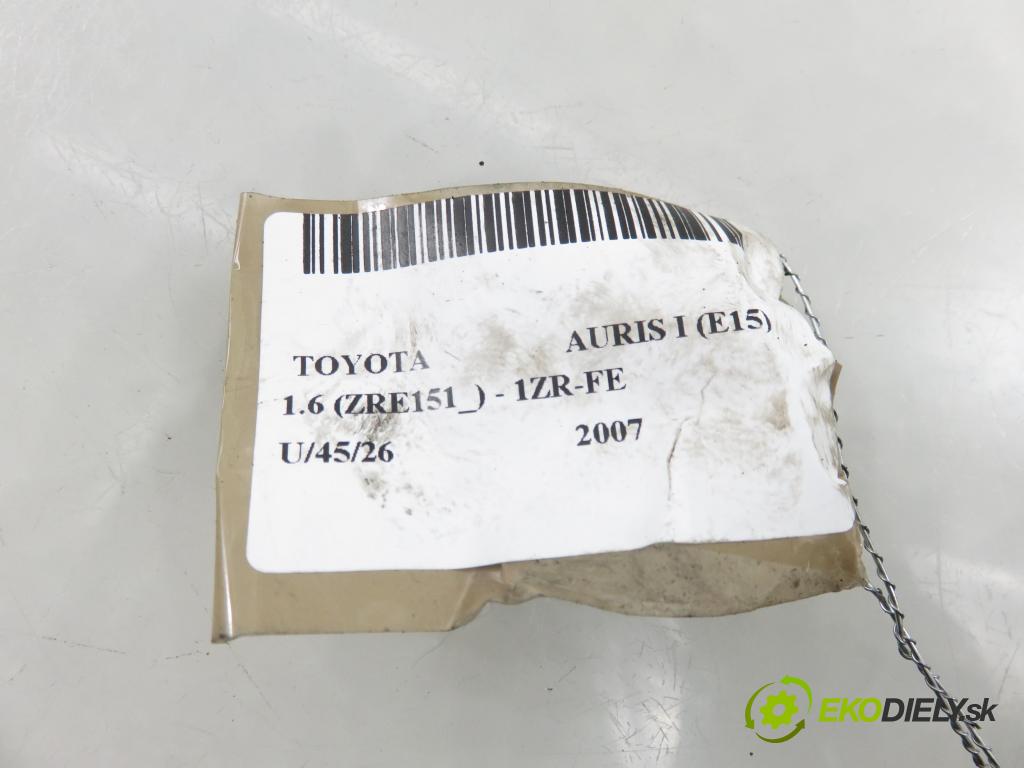 TOYOTA AURIS I (E15)
1.6 (ZRE151_) - 1ZR-FE
U/45/26 2007
EKODIELY.sk